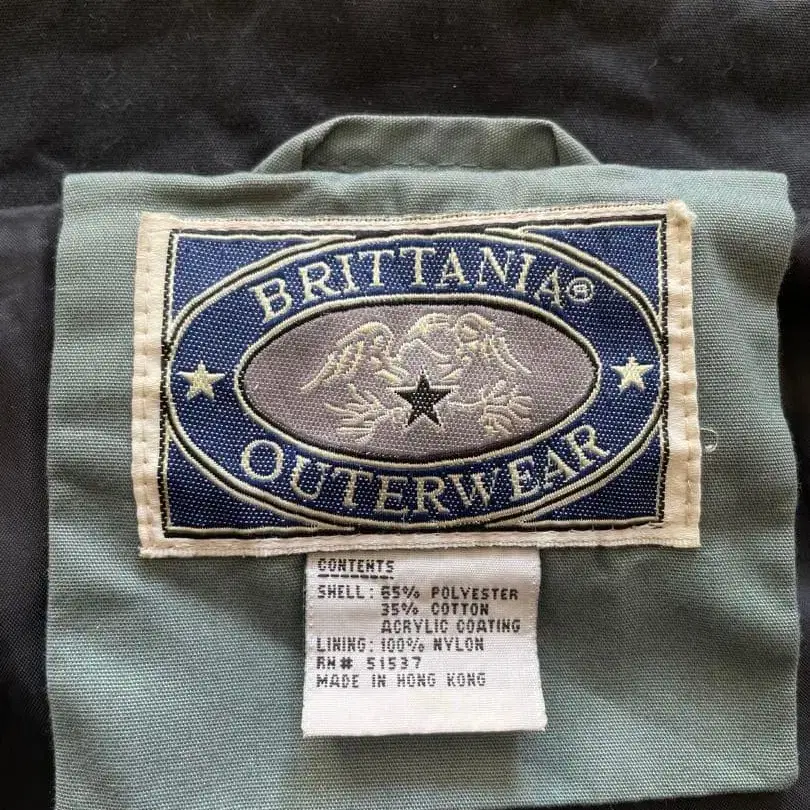 BRITTANIA®
OUTERWEAR
CONTENTS
SHELL: 65% POLYESTER
35% COTTON
ACRYLIC COATING
LINING: 100% NYLON
RN# 51537
MADE IN HONG KONG